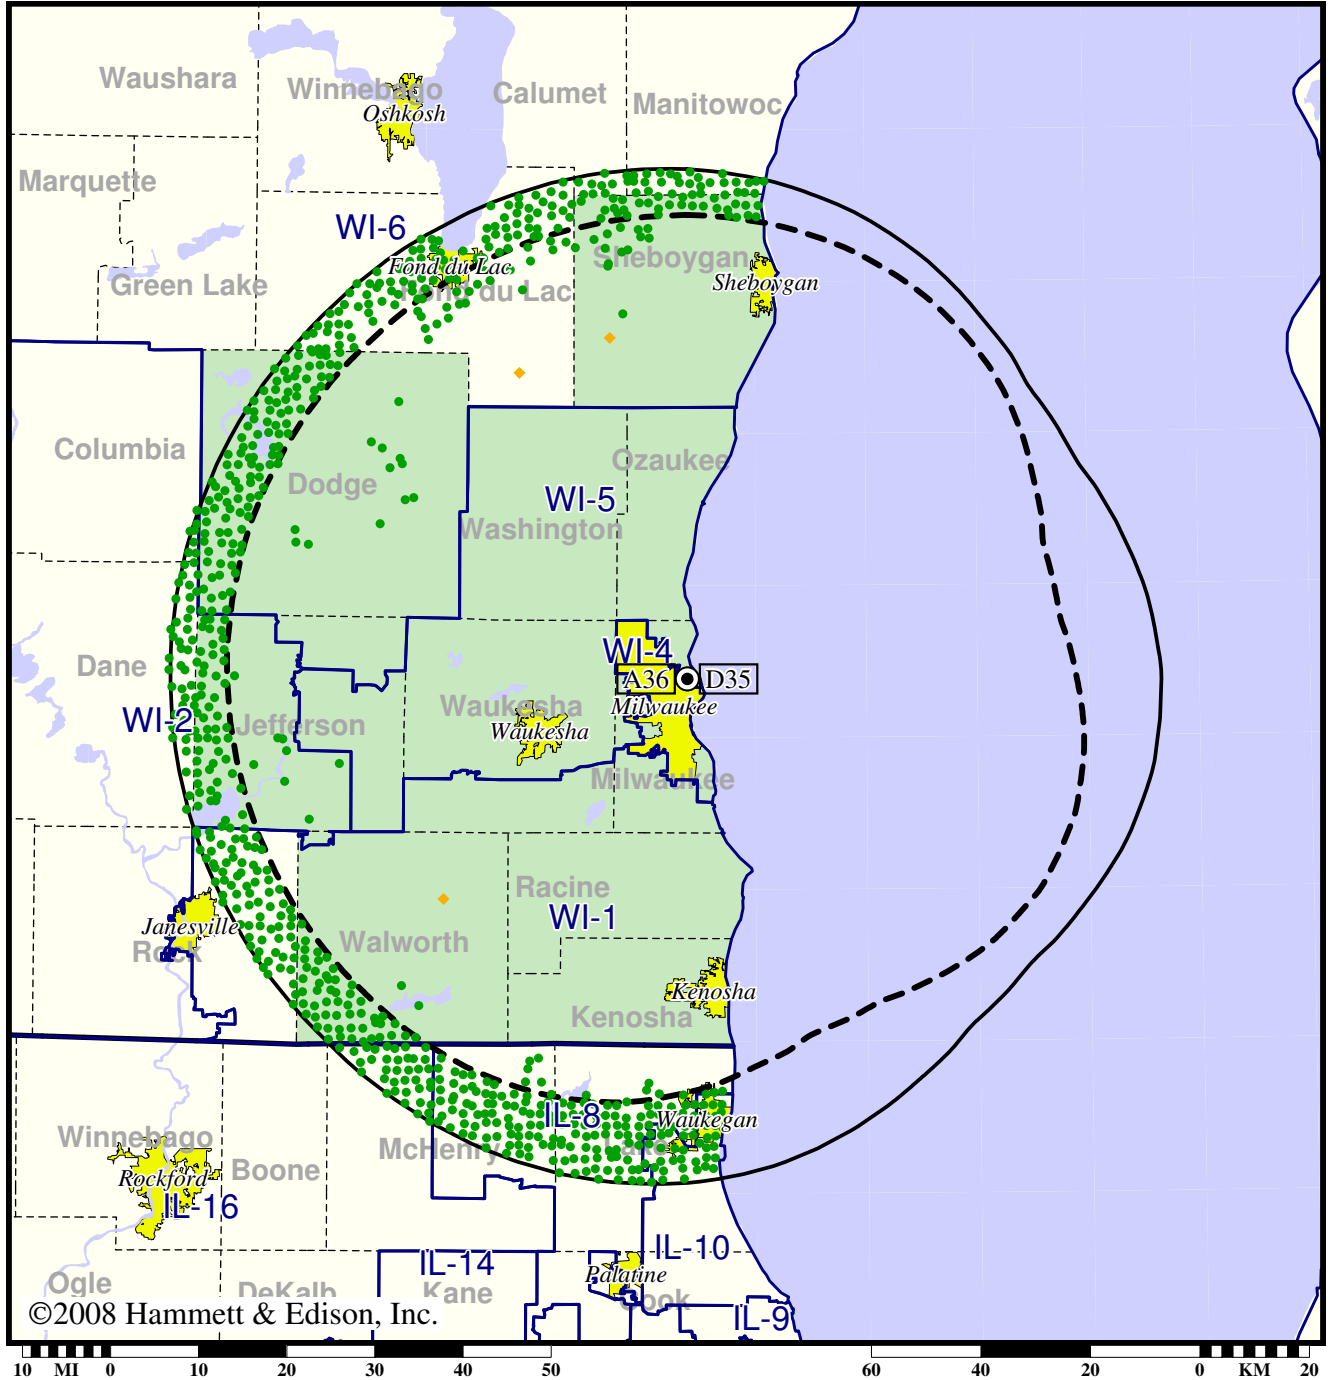 Waushara
Winnebago
Calumet
Manitowoc
Oshkosh
Marquette
WI-6
Fond du Lac
Sheboygan
Green Lake
Fond du Lac
Sheboygan
Columbia
Ozaukee
Dodge
WI-5
Washington
WI-4
Dane
A36
D35
Waukesha
Milwaukee
WI-2
Jefferson
Waukesha
Milwaukee
Racine
WI-1
Janesville
Rock
Walworth
Kenosha
Kenosha
IL-8
Waukegan
Winnebago
McHenry
Lake
Boone
Rockford
IL-16
IL-10
IL-14
Palatine
Ogle
DeKalb
Kane
Cook
©2008 Hammett & Edison, Inc.
IL-9
10 MI 0 10 20 30 40 50 60 40 20 0 KM 20